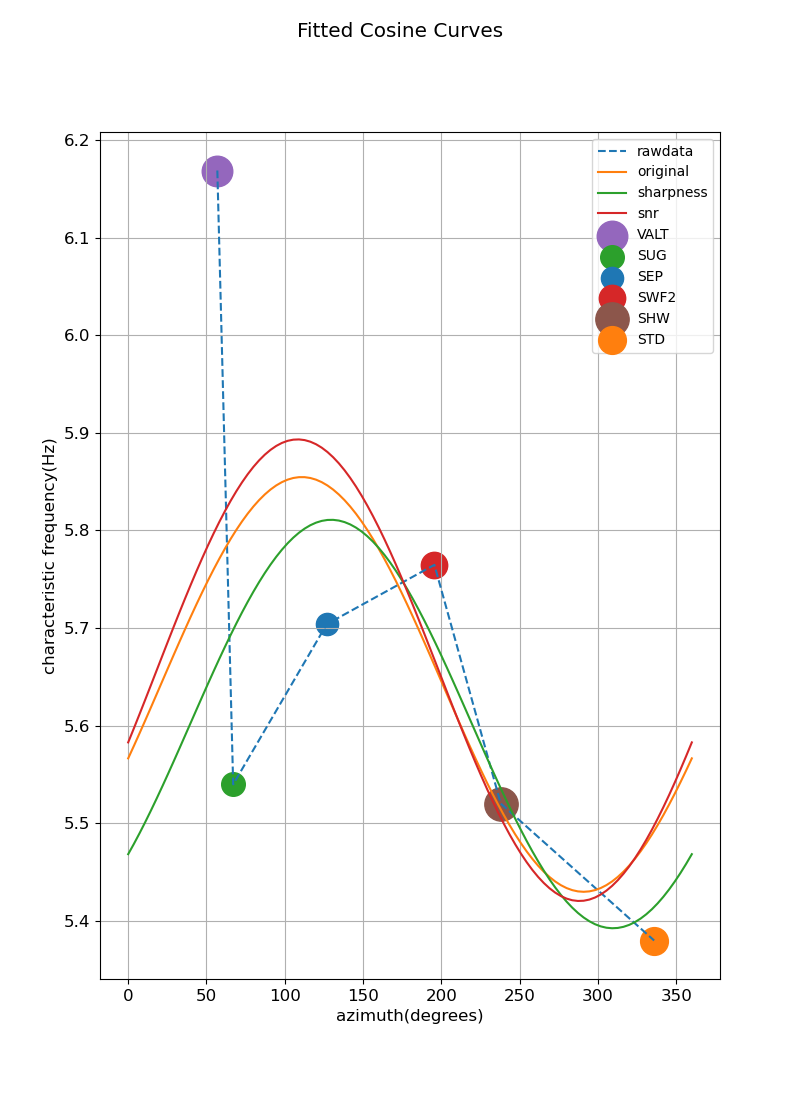 Fitted Cosine Curves
6.2
6.1
6.0
5.9
5.8
5.7
5.6
5.5
5.4
characteristic frequency(Hz)
rawdata
original
sharpness
snr
VALT
SUG
SEP
SWF2
SHW
STD
0 50 100 150 200 250 300 350
azimuth(degrees)